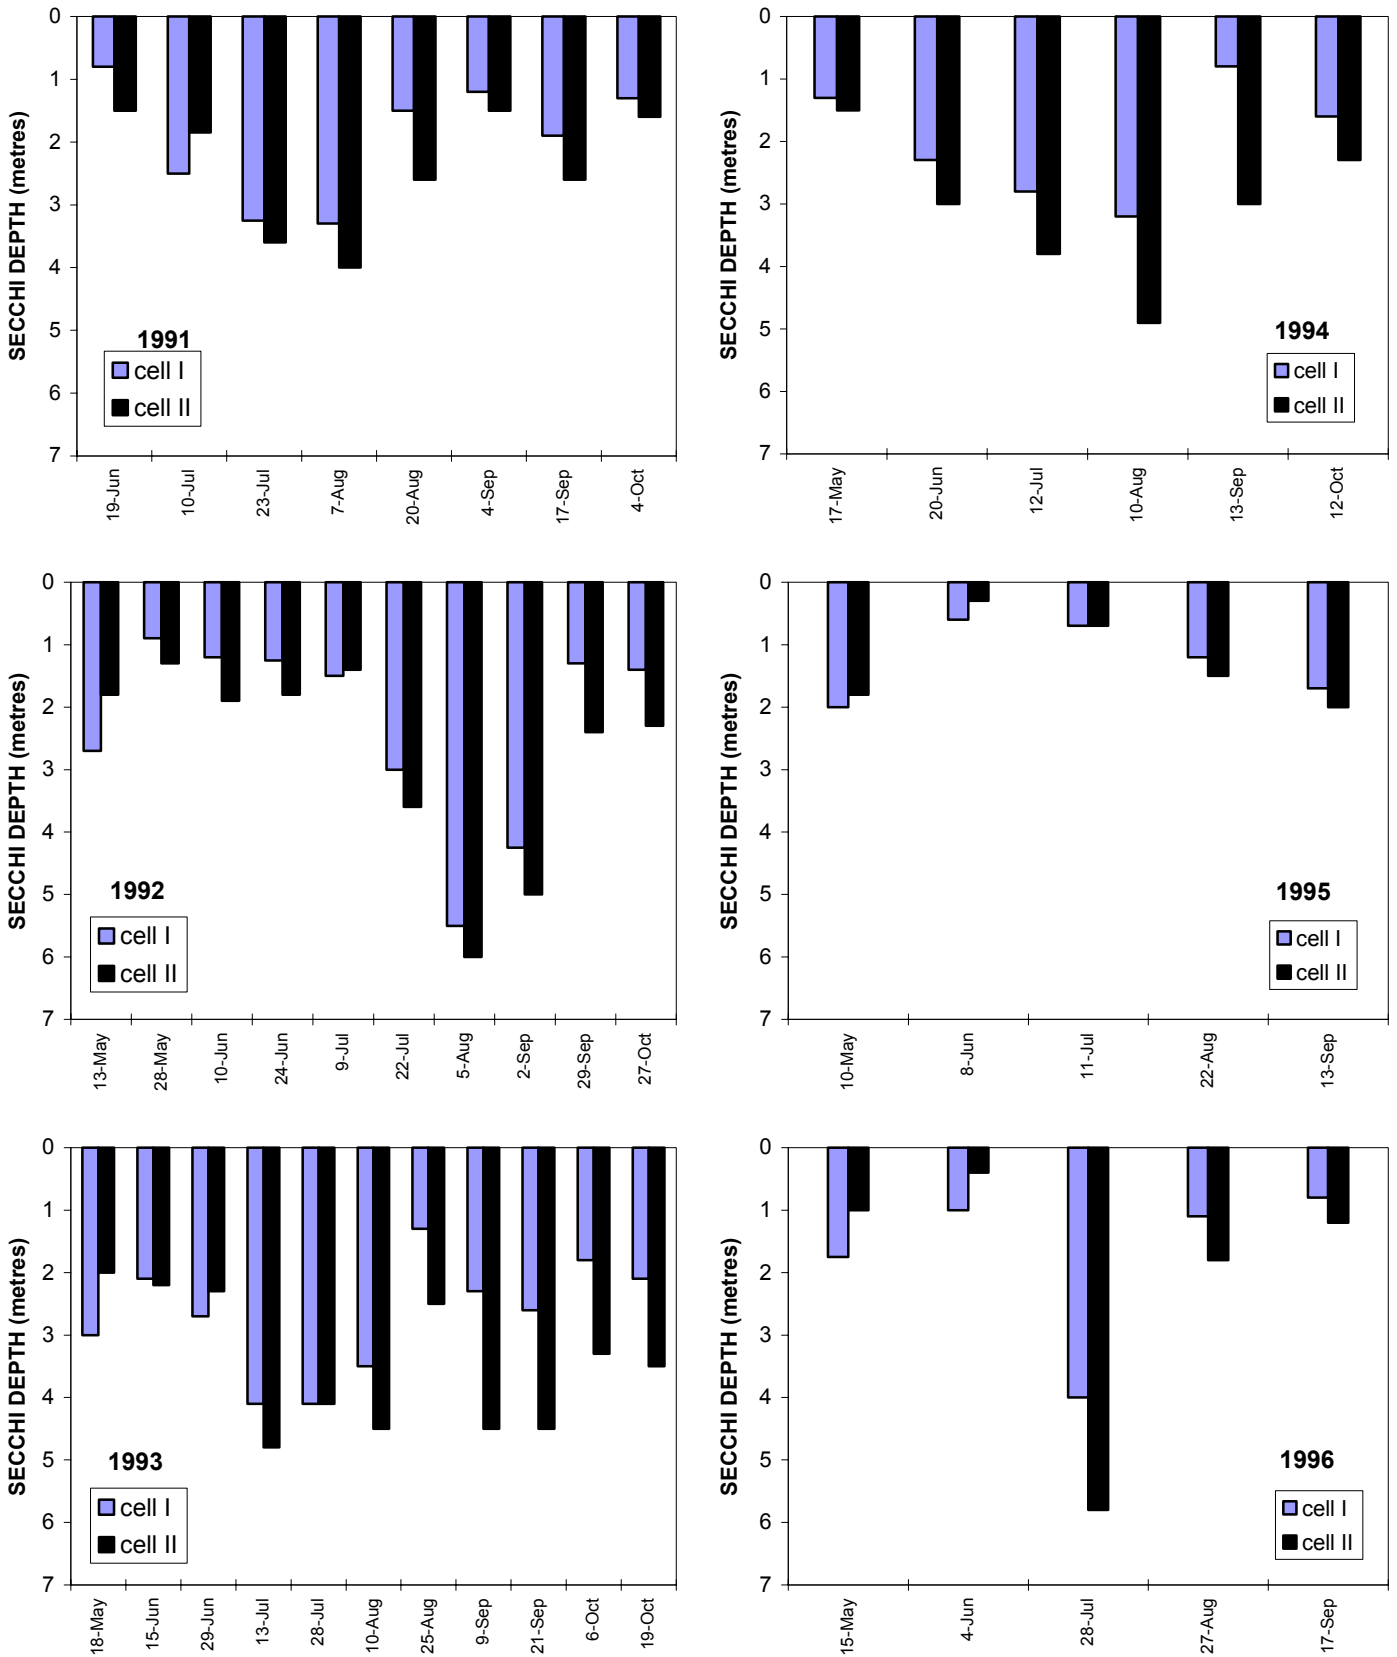 0
1
2
3
4
5
6
7
SECCHI DEPTH (metres)
1991
cell I
cell II
19-Jun
10-Jul
23-Jul
7-Aug
20-Aug
4-Sep
17-Sep
4-Oct
0
1
2
3
4
5
6
7
SECCHI DEPTH (metres)
1994
cell I
cell II
17-May
20-Jun
12-Jul
10-Aug
13-Sep
12-Oct
0
1
2
3
4
5
6
7
SECCHI DEPTH (metres)
1992
cell I
cell II
13-May
28-May
10-Jun
24-Jun
9-Jul
22-Jul
5-Aug
2-Sep
29-Sep
27-Oct
0
1
2
3
4
5
6
7
SECCHI DEPTH (metres)
1995
cell I
cell II
10-May
8-Jun
11-Jul
22-Aug
13-Sep
0
1
2
3
4
5
6
7
SECCHI DEPTH (metres)
1993
cell I
cell II
18-May
15-Jun
29-Jun
13-Jul
28-Jul
10-Aug
25-Aug
9-Sep
21-Sep
6-Oct
19-Oct
0
1
2
3
4
5
6
7
SECCHI DEPTH (metres)
1996
cell I
cell II
15-May
4-Jun
28-Jul
27-Aug
17-Sep